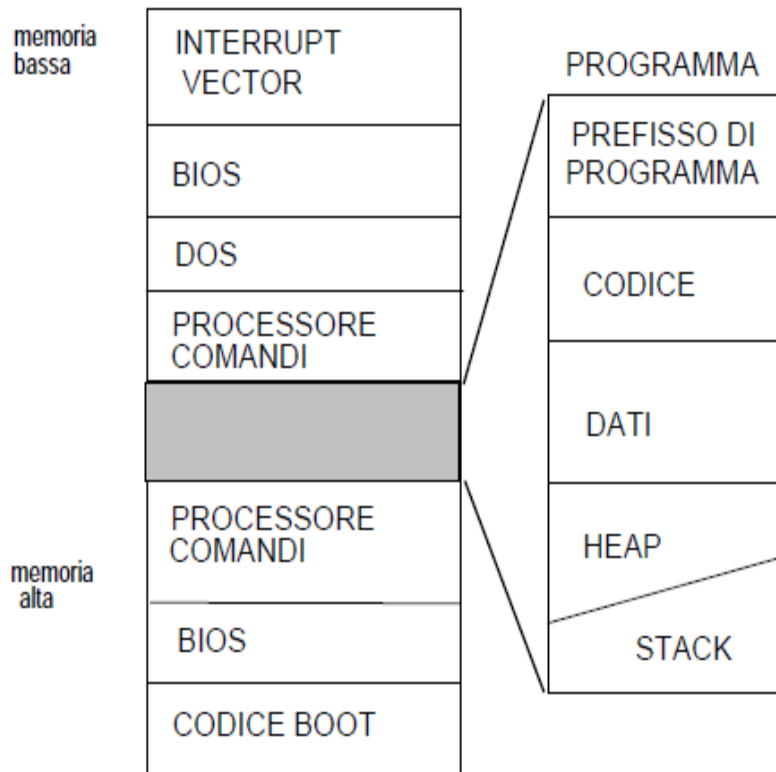 memoria
bassa
INTERRUPT
VECTOR
BIOS
DOS
PROCESSORE
COMANDI
PROCESSORE
COMANDI
memoria
alta
BIOS
CODICE BOOT
PROGRAMMA
PREFISSO DI
PROGRAMMA
CODICE
DATI
HEAP
STACK